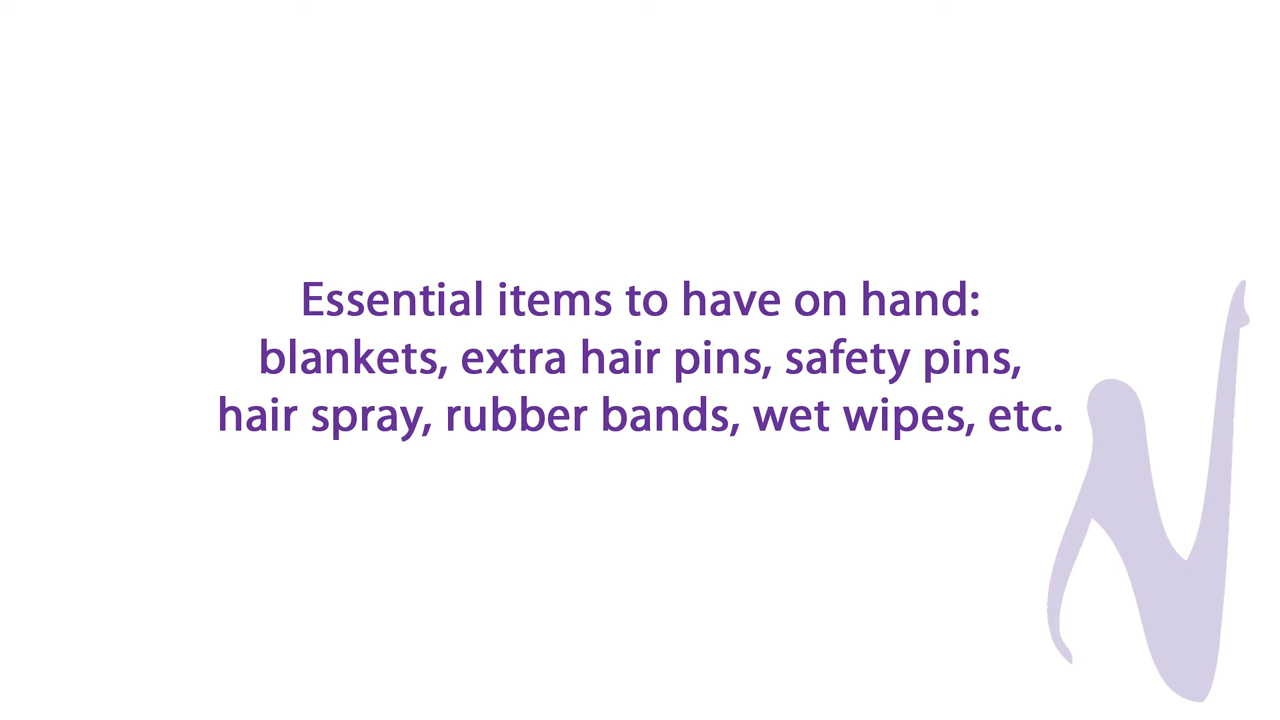 Essential items to have on hand:
blankets, extra hair pins, safety pins,
hair spray, rubber bands, wet wipes, etc.